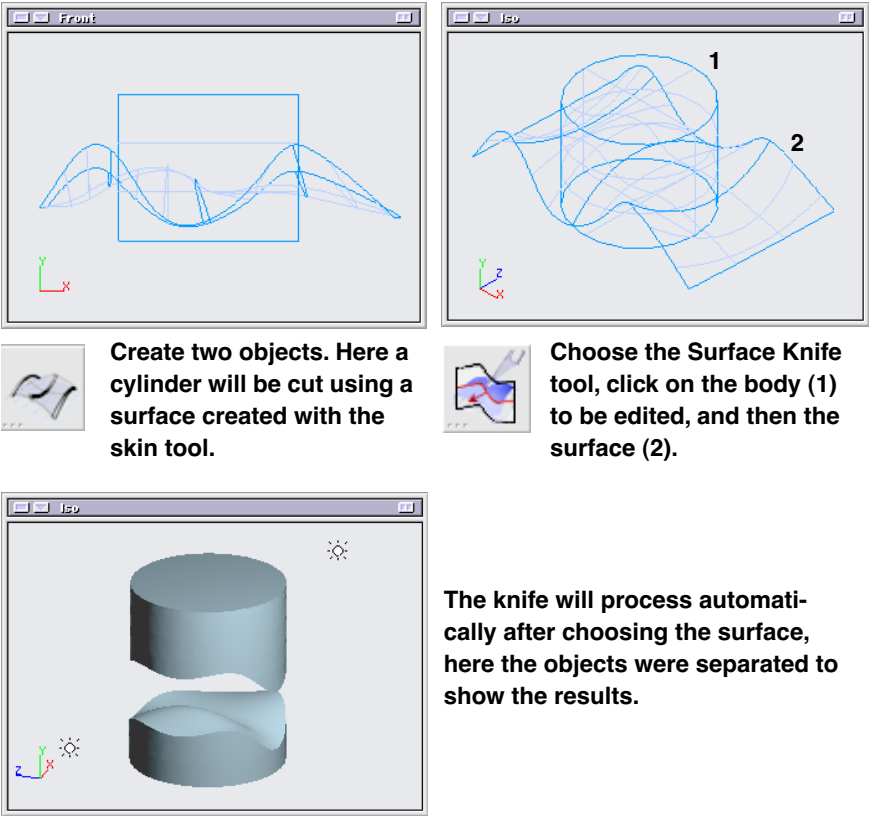 Front
Iso
1
2
Y
X
Y
Z
X
Create two objects. Here a
cylinder will be cut using a
surface created with the
skin tool.
Choose the Surface Knife
tool, click on the body (1)
to be edited, and then the
surface (2).
Iso
Y
Z
X
The knife will process automati-
cally after choosing the surface,
here the objects were separated to
show the results.